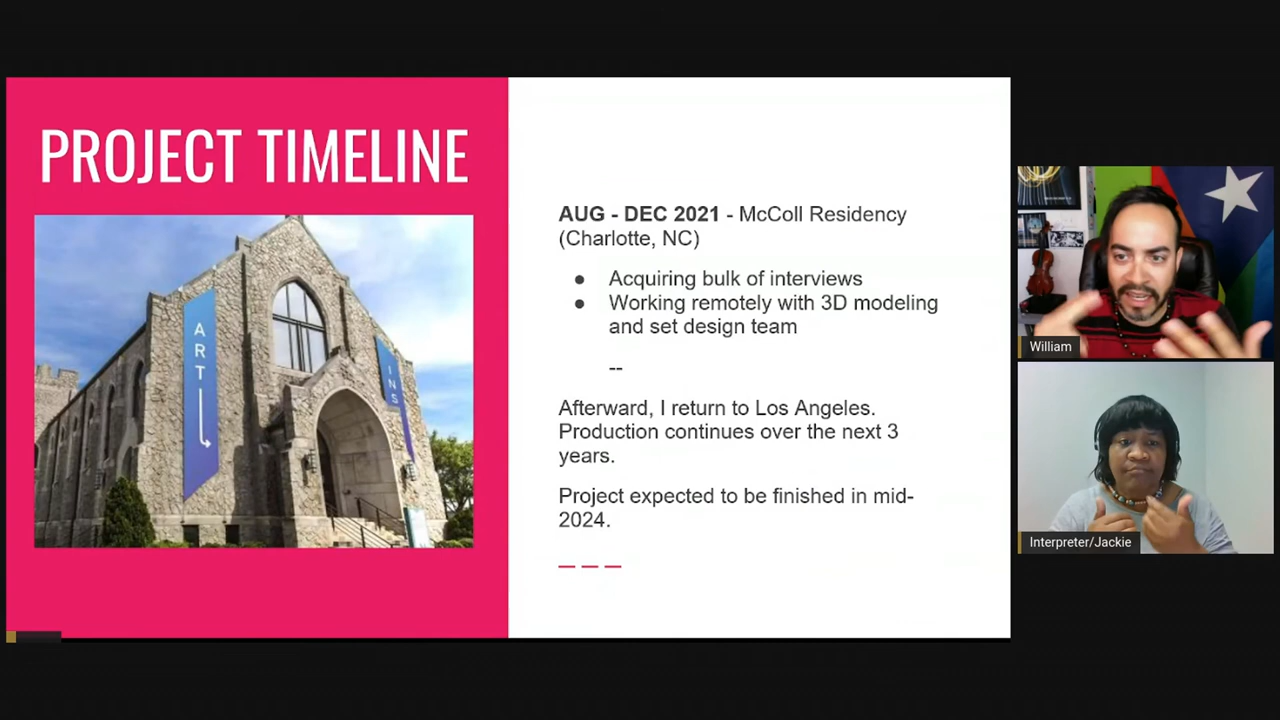 PROJECT TIMELINE
ART
INS
AUG - DEC 2021 - McColl Residency
(Charlotte, NC)
● Acquiring bulk of interviews
● Working remotely with 3D modeling
and set design team
--
Afterward, I return to Los Angeles.
Production continues over the next 3
years.
Project expected to be finished in mid-
2024.
William
Interpreter/Jackie